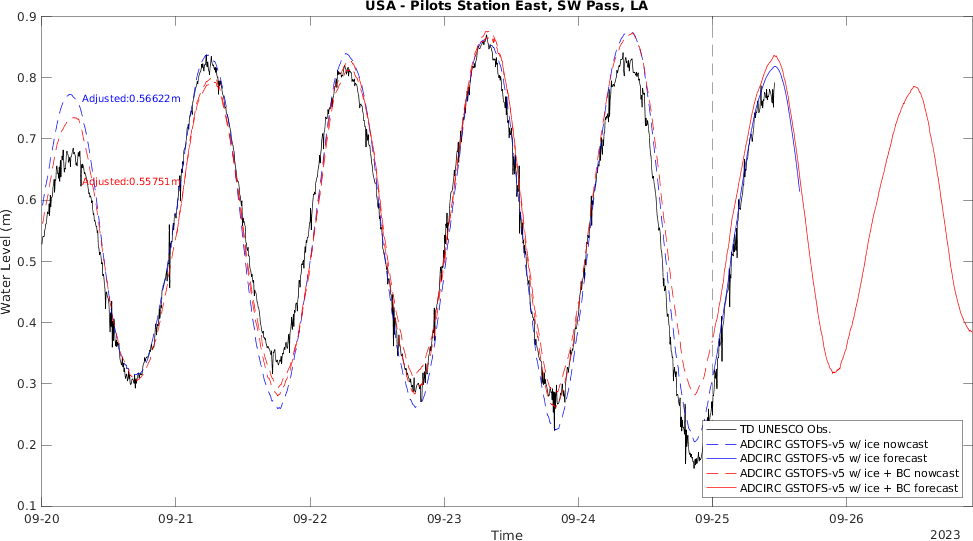 USA - Pilots Station East, SW Pass, LA
0.9
0.8
Adjusted:0.56622m
0.7
Adjusted:0.55751m
0.6
0.5
0.4
0.3
0.2
0.1
Water Level (m)
TD UNESCO Obs.
ADCIRC GSTOFS-v5 w/ ice nowcast
ADCIRC GSTOFS-v5 w/ ice forecast
ADCIRC GSTOFS-v5 w/ ice + BC nowcast
ADCIRC GSTOFS-v5 w/ ice + BC forecast
09-20 09-21 09-22 09-23 09-24 09-25 09-26
Time
2023